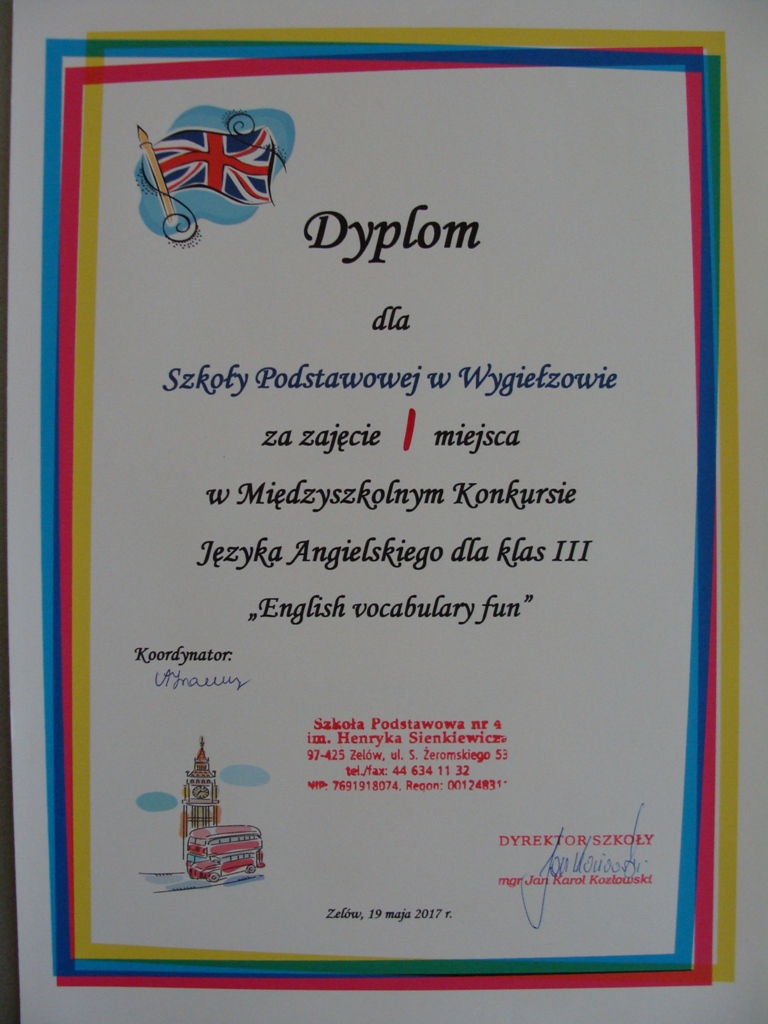 Dyplom
dla
Szkoły Podstawowej w Wygiełzowie
za zajęcie I miejsca
w Międzyszkolnym Konkursie
Języka Angielskiego dla klas III
„English vocabulary fun”
Koordynator:
Szkoła Podstawowa nr 4
im. Henryka Sienkiewicza
97-425 Zelów, ul. S. Żeromskiego 53
tel./fax: 44 634 11 32
NIP: 7691918074, Regon: 00124831
DYREKTOR SZKOŁY
mgr Jan Karol Kozłowski
Zelów, 19 maja 2017 r.